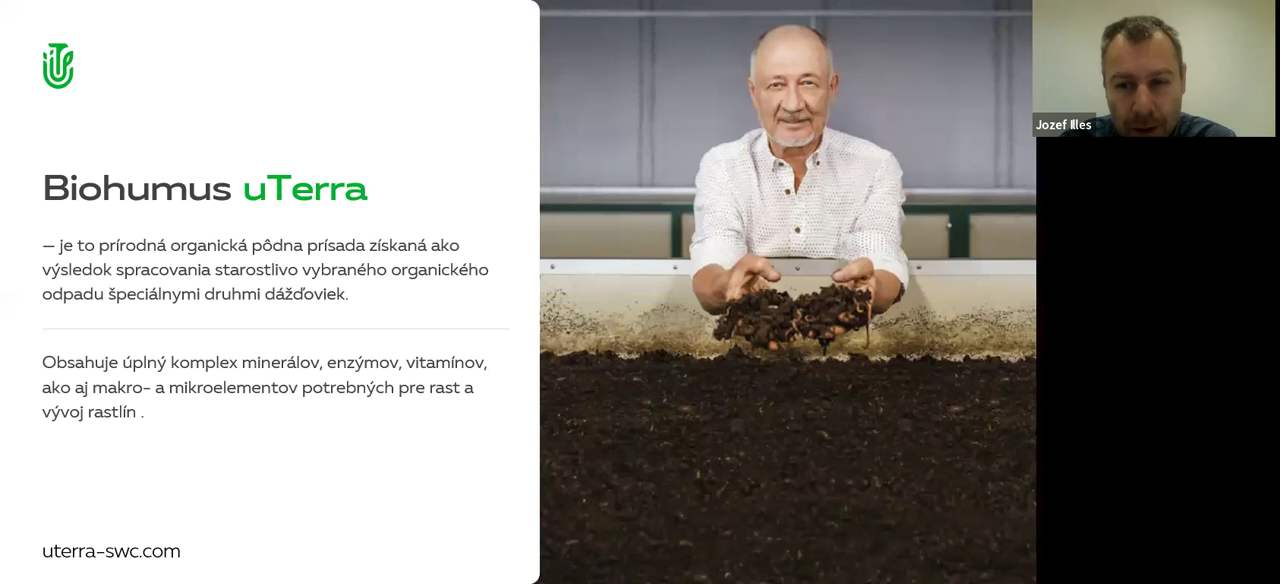 Biohumus uTerra
– je to prírodná organická pôdna prísada získaná ako
výsledok spracovania starostlivo vybraného organického
odpadu špeciálnymi druhmi dážďoviek.
Obsahuje úplný komplex minerálov, enzýmov, vitamínov,
ako aj makro- a mikroelementov potrebných pre rast a
vývoj rastlín .
uterra-swc.com
Jozef Illes